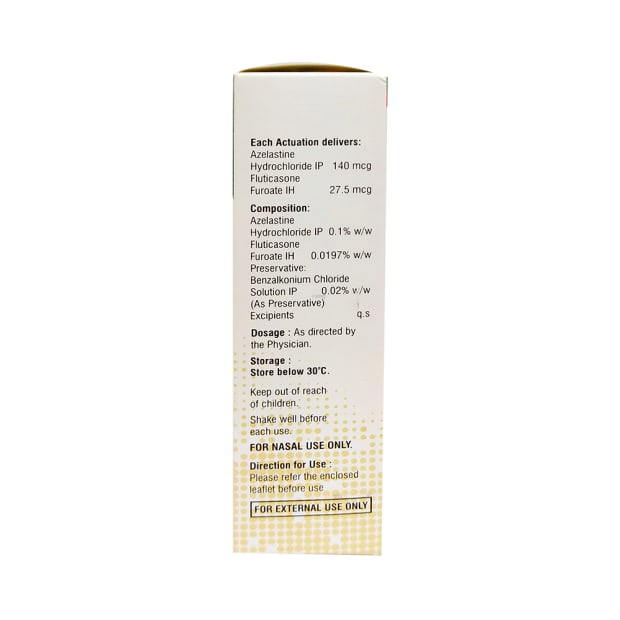 Each Actuation delivers:
Azelastine
Hydrochloride IP 140 mcg
Fluticasone
Furoate IH 27.5 mcg
Composition:
Azelastine
Hydrochloride IP 0.1% w/w
Fluticasone
Furoate IH 0.0197% w/w
Preservative:
Benzalkonium Chloride
Solution IP 0.02% w/w
(As Preservative)
Excipients q.s
Dosage : As directed by
the Physician.
Storage :
Store below 30°C.
Keep out of reach
of children.
Shake well before
each use.
FOR NASAL USE ONLY.
Direction for Use :
Please refer the enclosed
leaflet before use
FOR EXTERNAL USE ONLY